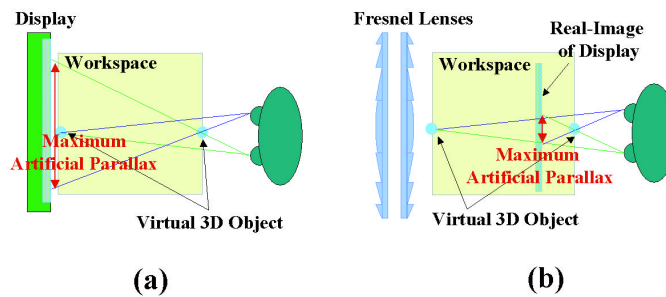 Display
Workspace
Maximum
Artificial Parallax
Virtual 3D Object
(a)
Fresnel Lenses
Real-Image
of Display
Workspace
Maximum
Artificial Parallax
Virtual 3D Object
(b)